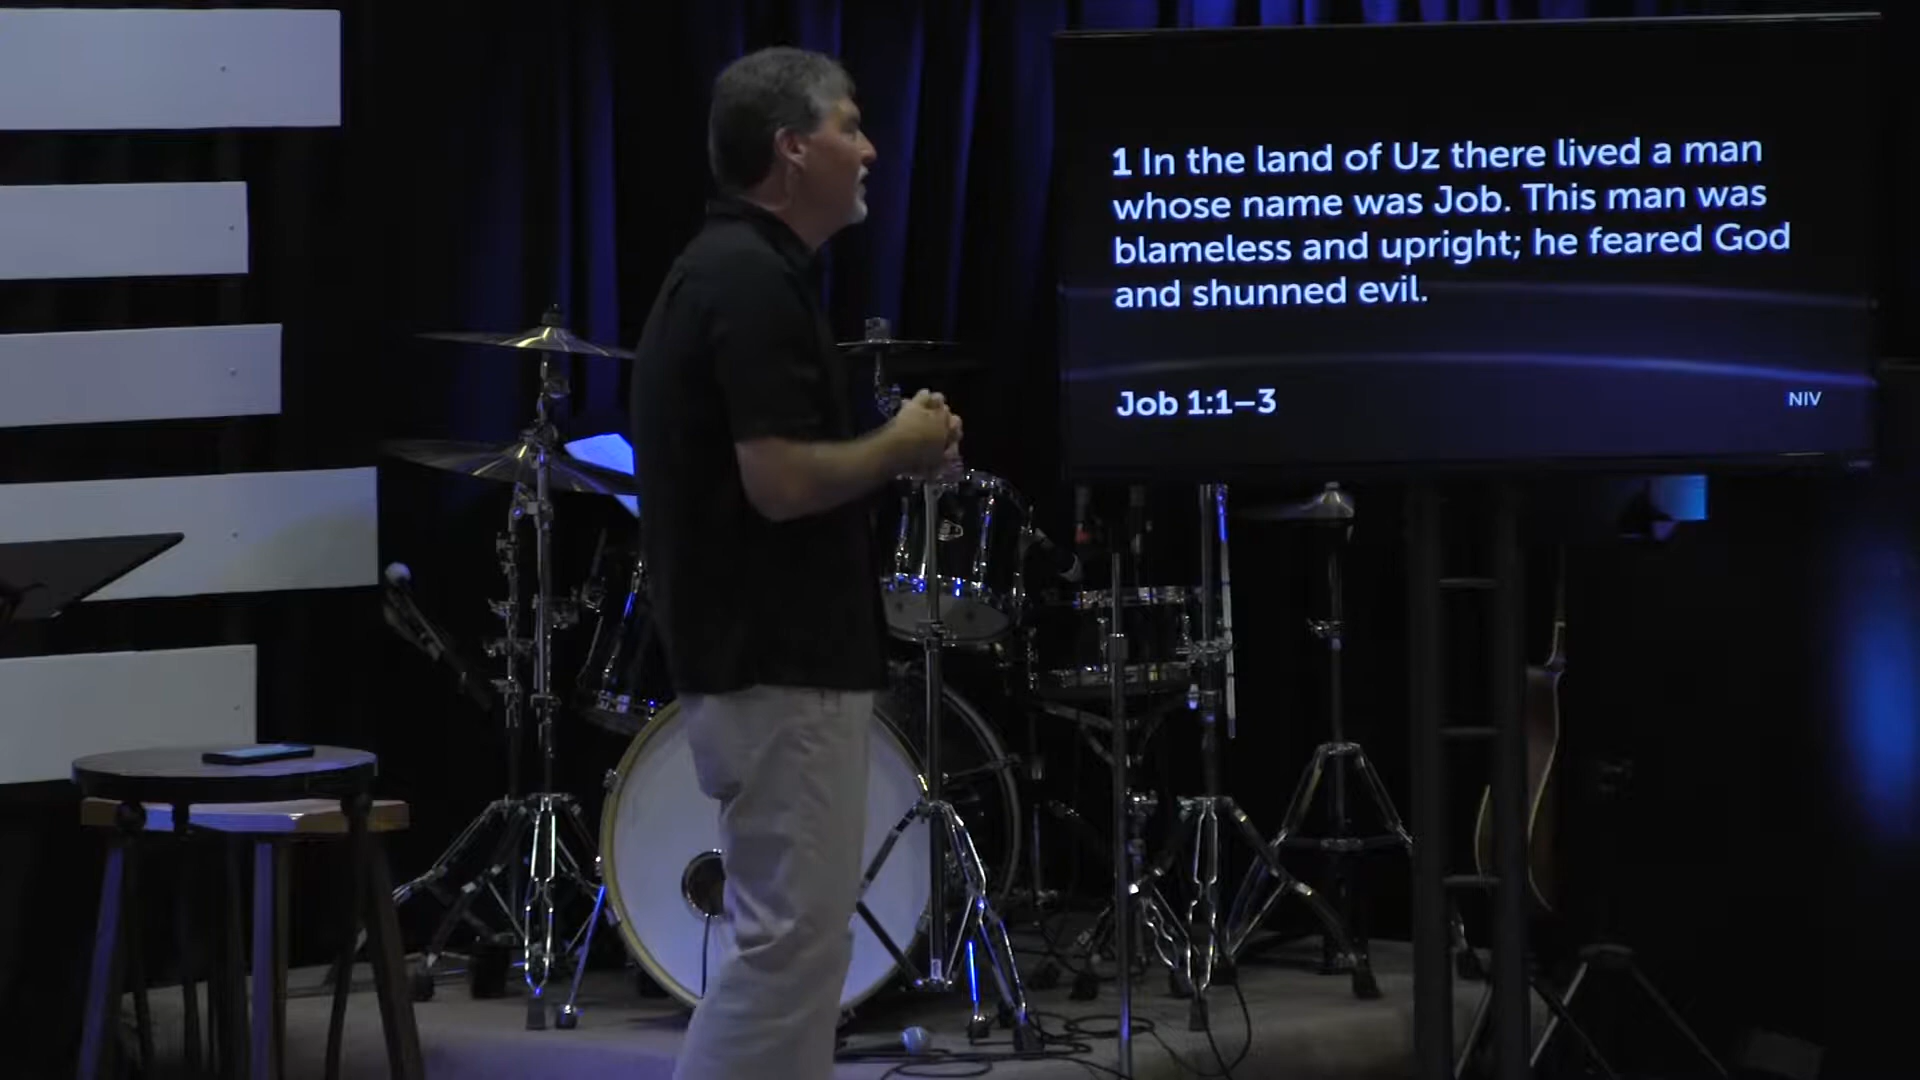 1 In the land of Uz there lived a man
whose name was Job. This man was
blameless and upright; he feared God
and shunned evil.
Job 1:1–3
NIV